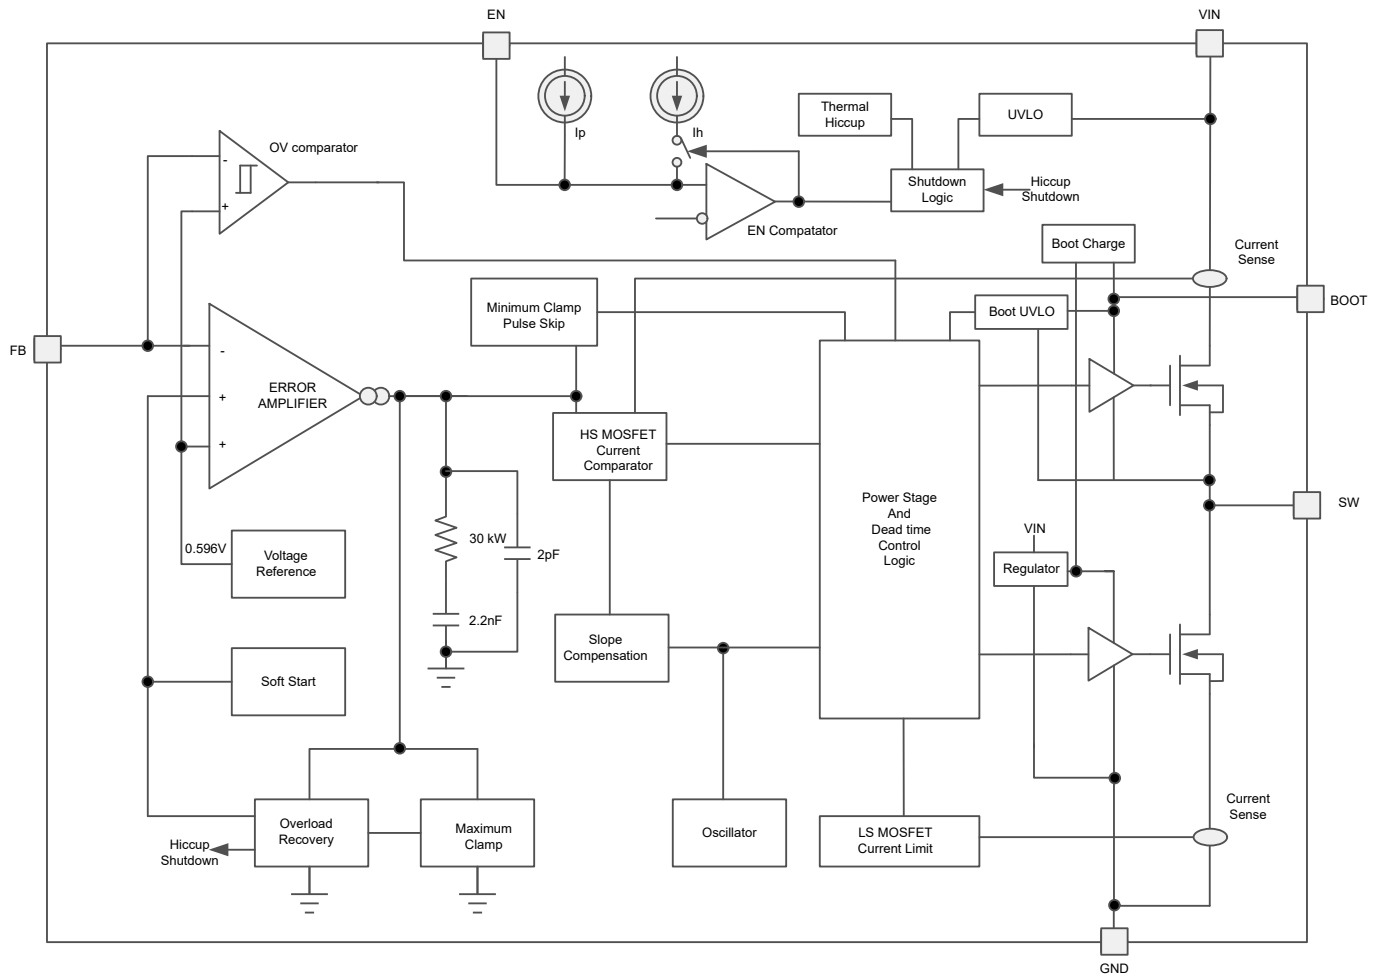 EN
VIN
Ip
Ih
Thermal
Hiccup
UVLO
OV comparator
-
+
Shutdown
Logic
Hiccup
Shutdown
EN Compatator
Boot Charge
Current
Sense
Minimum Clamp
Pulse Skip
Boot UVLO
BOOT
FB
-
ERROR
AMPLIFIER
+
+
HS MOSFET
Current
Comparator
Power Stage
And
Dead time
Control
Logic
SW
0.596V
Voltage
Reference
30 kW
2pF
2.2nF
VIN
Regulator
Slope
Compensation
Soft Start
Overload
Recovery
Maximum
Clamp
Hiccup
Shutdown
Oscillator
LS MOSFET
Current Limit
Current
Sense
GND